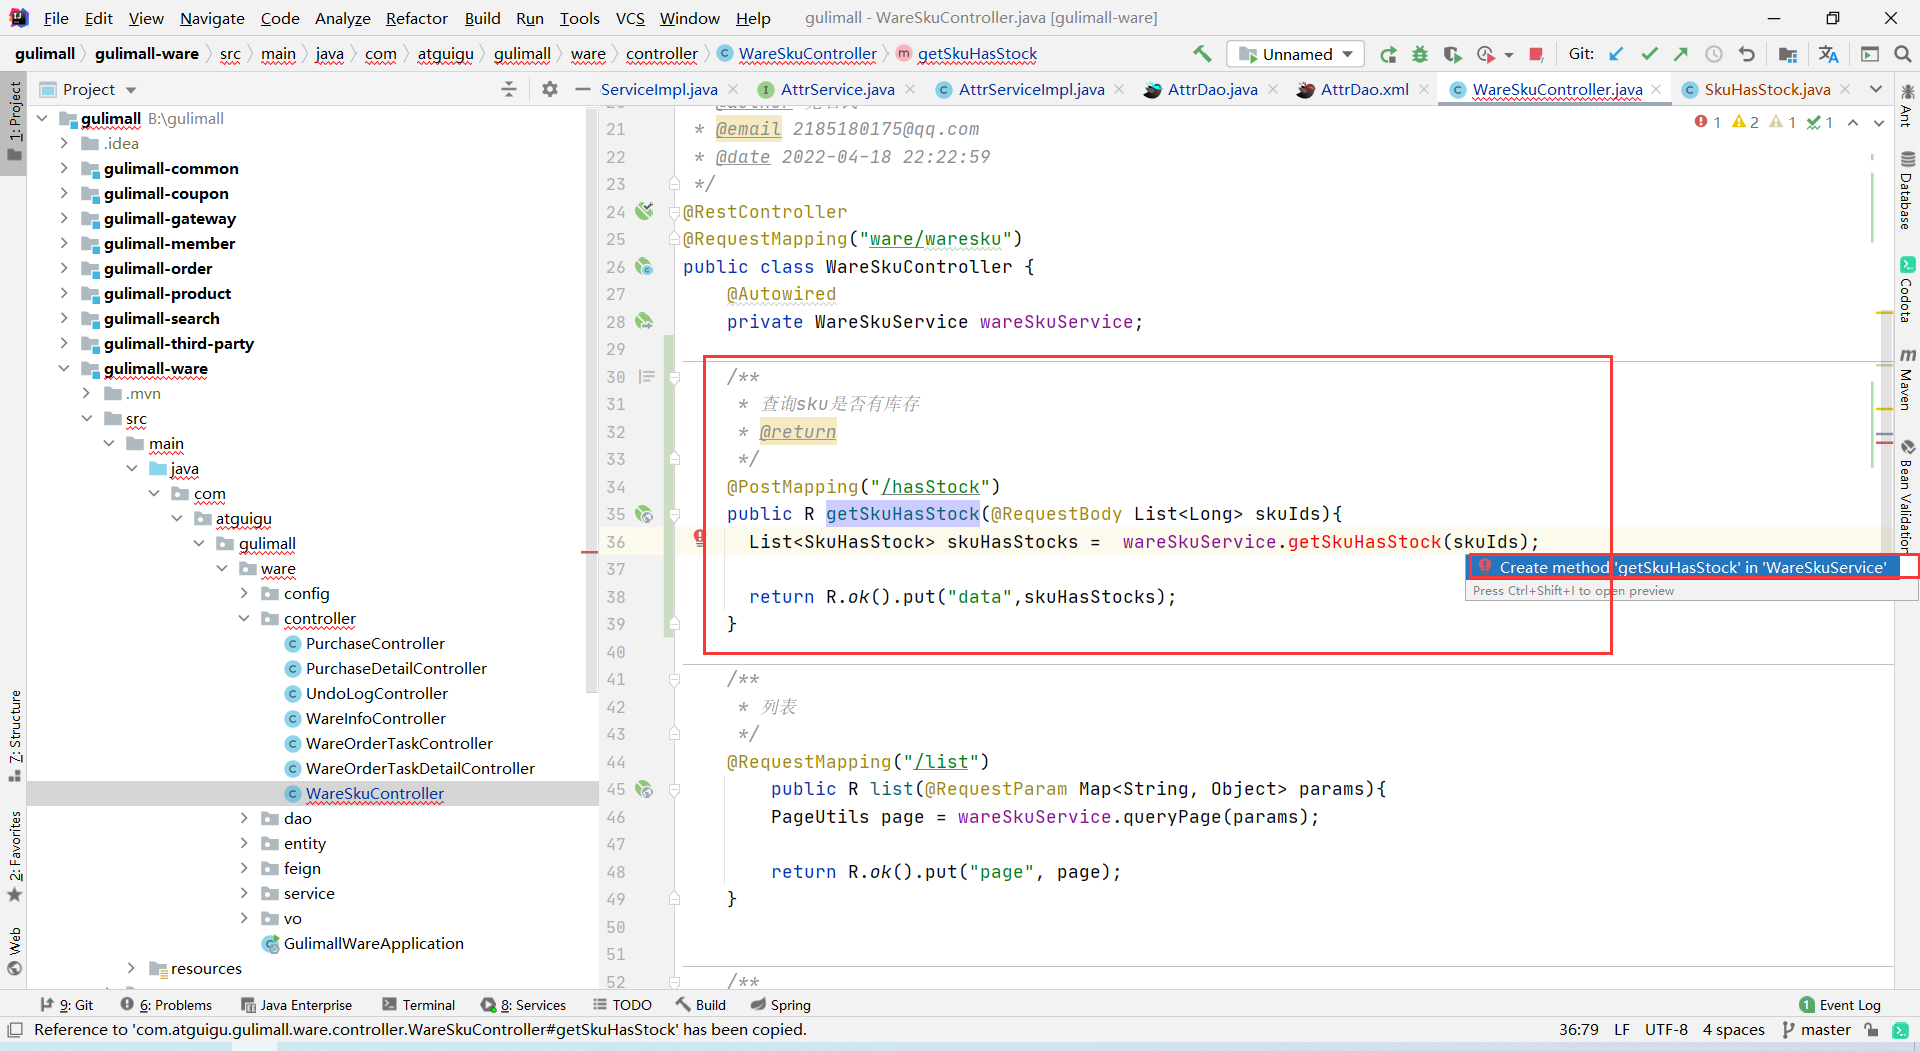 File Edit View Navigate Code Analyze Refactor Build Run Tools VCS Window Help gulimall - WareSkuController.java [gulimall-ware]
gulimall gulimall-ware src main java com atguigu gulimall ware controller WareSkuController getSkuHasStock Unnamed Git:
Project ServiceImpl.java AttrService.java AttrServiceImpl.java AttrDao.java AttrDao.xml WareSkuController.java SkuHasStock.java
1: Project
7: Structure
2: Favorites
Web
gulimall B:\gulimall
.idea
gulimall-common
gulimall-coupon
gulimall-gateway
gulimall-member
gulimall-order
gulimall-product
gulimall-search
gulimall-third-party
gulimall-ware
.mvn
src
main
java
com
atguigu
gulimall
ware
config
controller
PurchaseController
PurchaseDetailController
UndoLogController
WareInfoController
WareOrderTaskController
WareOrderTaskDetailController
WareSkuController
dao
entity
feign
service
vo
GulimallWareApplication
resources
1 2 1 1
21 * @email 2185180175@qq.com
22 * @date 2022-04-18 22:22:59
23 */
24 @RestController
25 @RequestMapping("ware/waresku")
26 public class WareSkuController {
27 @Autowired
28 private WareSkuService wareSkuService;
29
30 /**
31 * 查询sku是否有库存
32 * @return
33 */
34 @PostMapping("/hasStock")
35 public R getSkuHasStock(@RequestBody List<Long> skuIds){
36 List<SkuHasStock> skuHasStocks = wareSkuService.getSkuHasStock(skuIds);
37
Create method 'getSkuHasStock' in 'WareSkuService'
Press Ctrl+Shift+I to open preview
38 return R.ok().put("data",skuHasStocks);
39 }
40
41 /**
42 * 列表
43 */
44 @RequestMapping("/list")
45 public R list(@RequestParam Map<String, Object> params){
46 PageUtils page = wareSkuService.queryPage(params);
47
48 return R.ok().put("page", page);
49 }
50
51
52 /**
Ant
Database
Codota
Maven
Bean Validation
9: Git 6: Problems Java Enterprise Terminal 8: Services TODO Build Spring 1 Event Log
Reference to 'com.atguigu.gulimall.ware.controller.WareSkuController#getSkuHasStock' has been copied. 36:79 LF UTF-8 4 spaces master